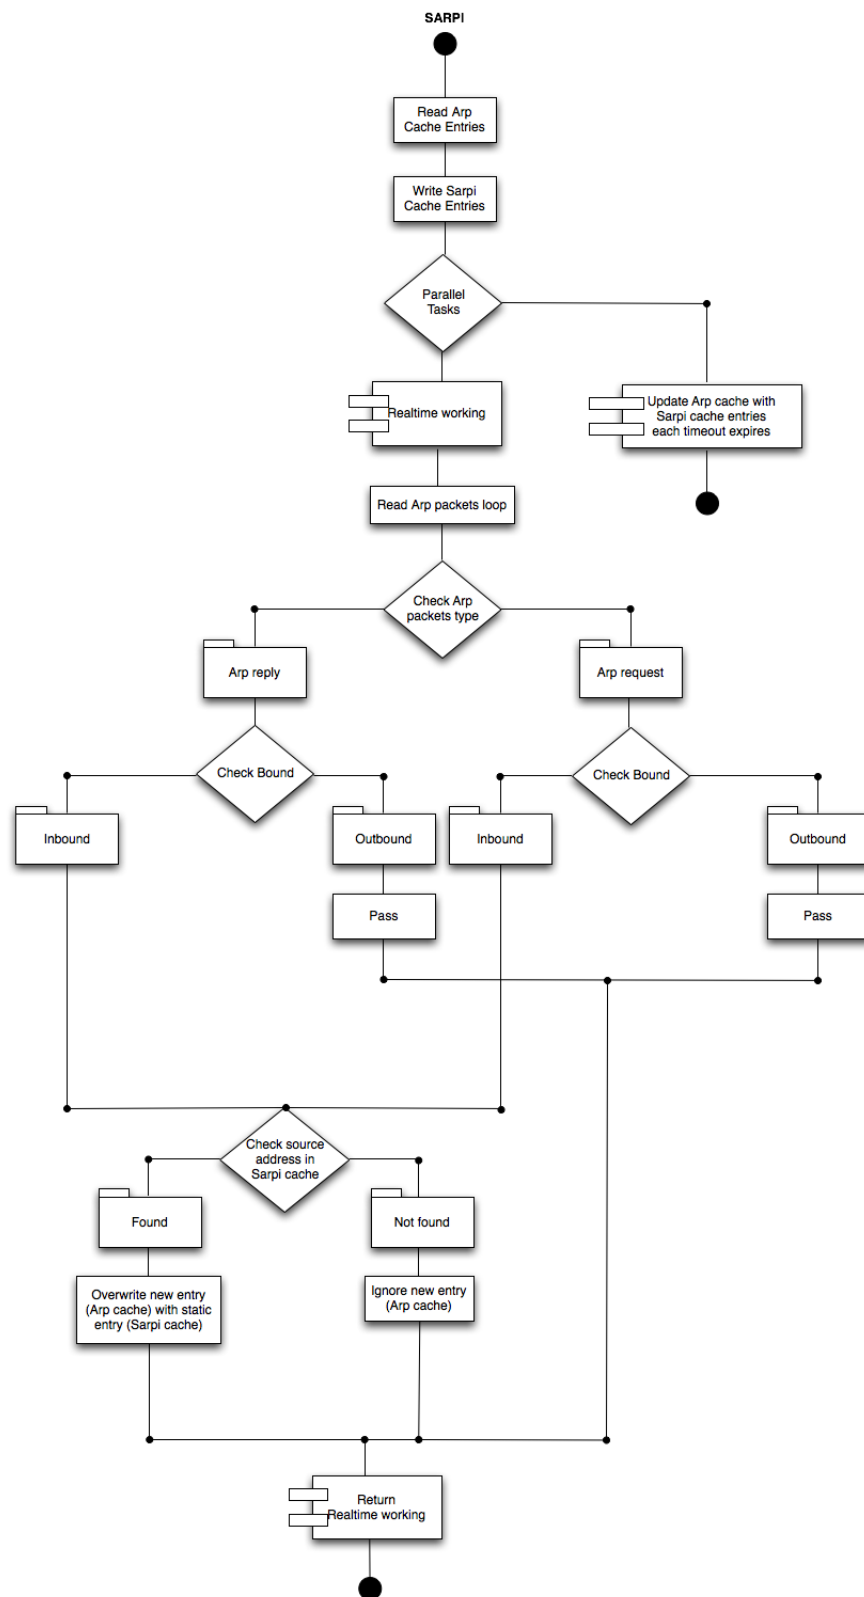 SARPI
Read Arp
Cache Entries
Write Sarpi
Cache Entries
Parallel
Tasks
Realtime working
Update Arp cache with
Sarpi cache entries
each timeout expires
Read Arp packets loop
Check Arp
packets type
Arp reply
Arp request
Check Bound
Check Bound
Inbound
Outbound
Inbound
Outbound
Pass
Pass
Check source
address in
Sarpi cache
Found
Not found
Overwrite new entry
(Arp cache) with static
entry (Sarpi cache)
Ignore new entry
(Arp cache)
Return
Realtime working